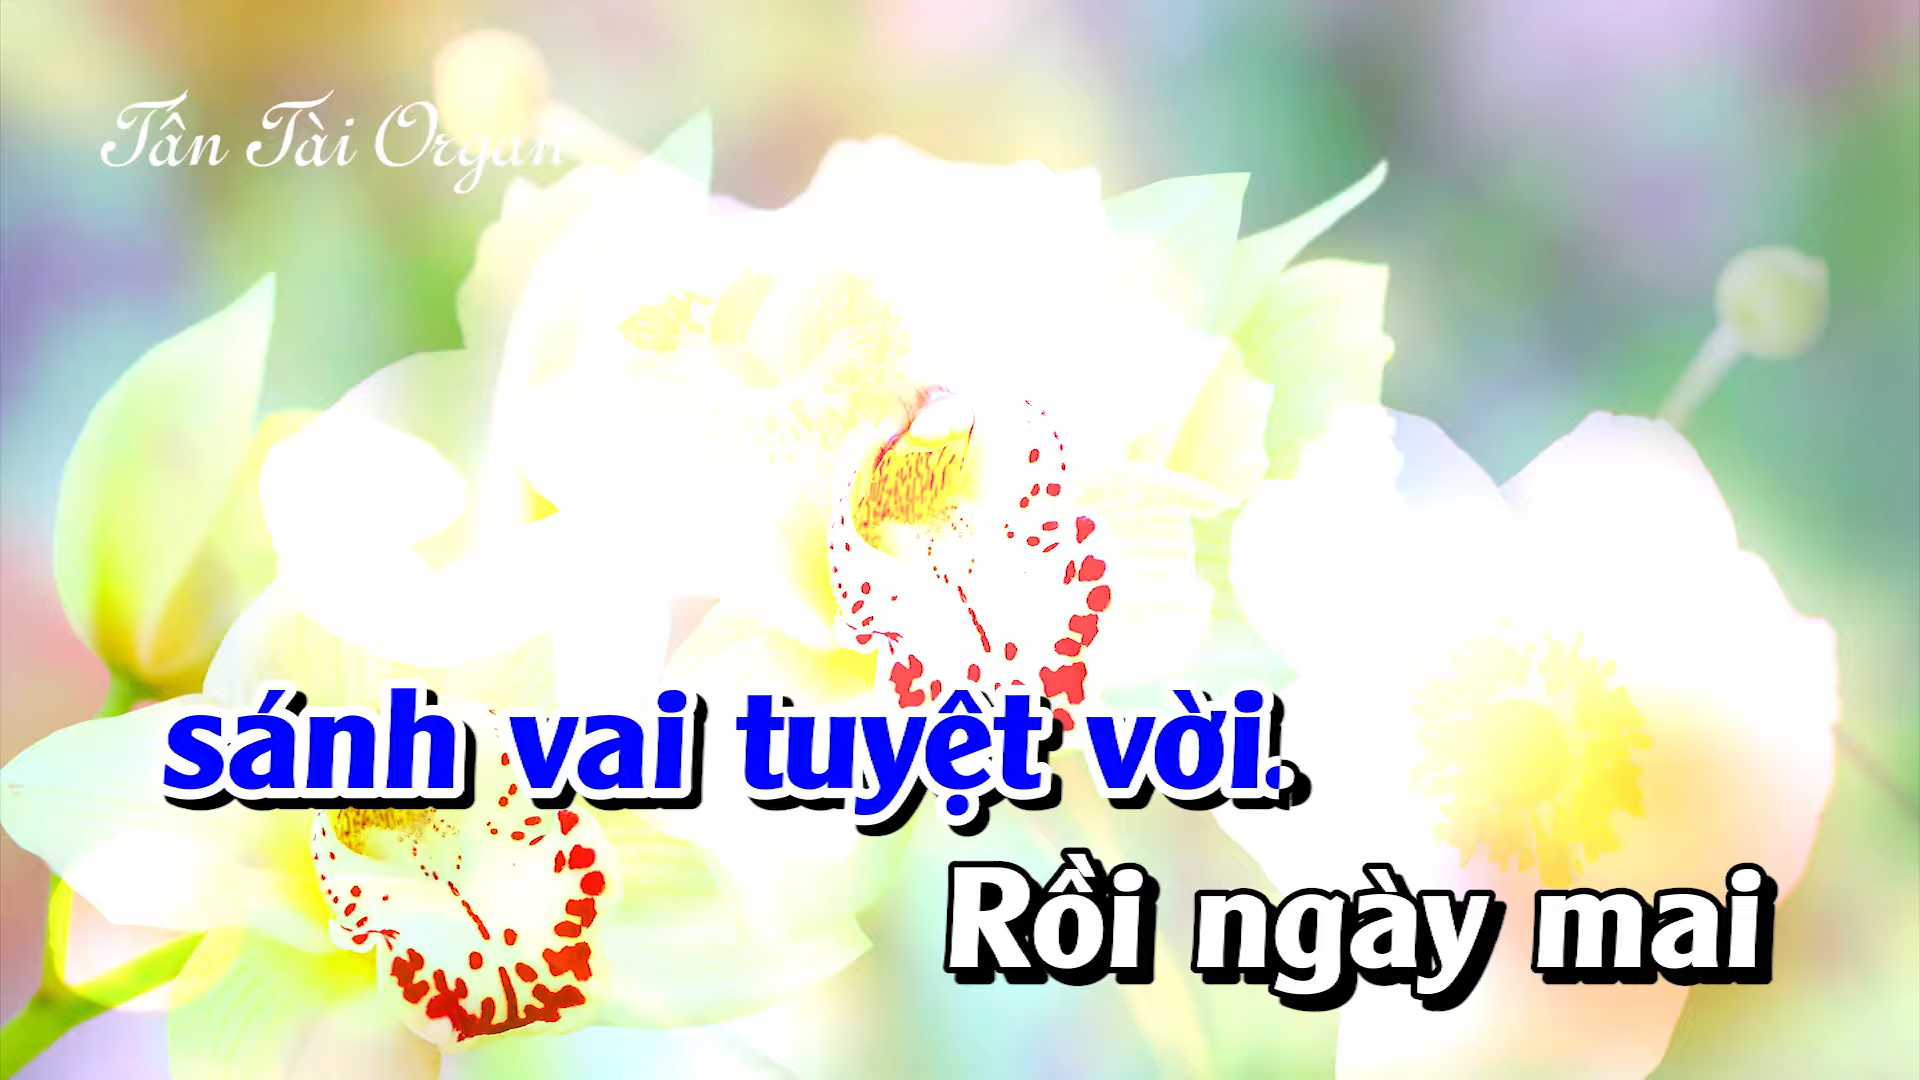 Tấn Tài Organ
sánh vai tuyệt vời.
Rồi ngày mai